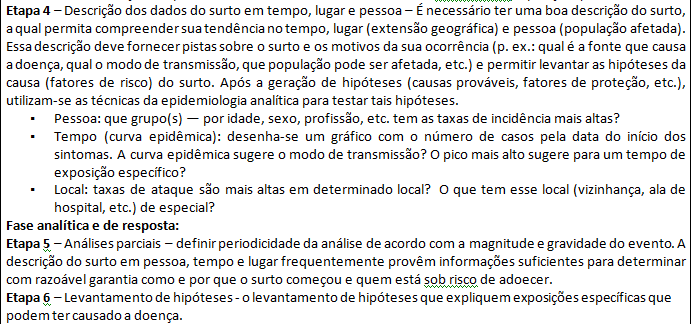 Etapa 4 – Descrição dos dados do surto em tempo, lugar e pessoa – É necessário ter uma boa descrição do surto,
a qual permita compreender sua tendência no tempo, lugar (extensão geográfica) e pessoa (população afetada).
Essa descrição deve fornecer pistas sobre o surto e os motivos da sua ocorrência (p. ex.: qual é a fonte que causa
a doença, qual o modo de transmissão, que população pode ser afetada, etc.) e permitir levantar as hipóteses da
causa (fatores de risco) do surto. Após a geração de hipóteses (causas prováveis, fatores de proteção, etc.),
utilizam-se as técnicas da epidemiologia analítica para testar tais hipóteses.
▪ Pessoa: que grupo(s) — por idade, sexo, profissão, etc. tem as taxas de incidência mais altas?
▪ Tempo (curva epidêmica): desenha-se um gráfico com o número de casos pela data do início dos
sintomas. A curva epidêmica sugere o modo de transmissão? O pico mais alto sugere para um tempo de
exposição específico?
▪ Local: taxas de ataque são mais altas em determinado local? O que tem esse local (vizinhança, ala de
hospital, etc.) de especial?
Fase analítica e de resposta:
Etapa 5 – Análises parciais – definir periodicidade da análise de acordo com a magnitude e gravidade do evento. A
descrição do surto em pessoa, tempo e lugar frequentemente provêm informações suficientes para determinar
com razoável garantia como e por que o surto começou e quem está sob risco de adoecer.
Etapa 6 – Levantamento de hipóteses - o levantamento de hipóteses que expliquem exposições específicas que
podem ter causado a doença.